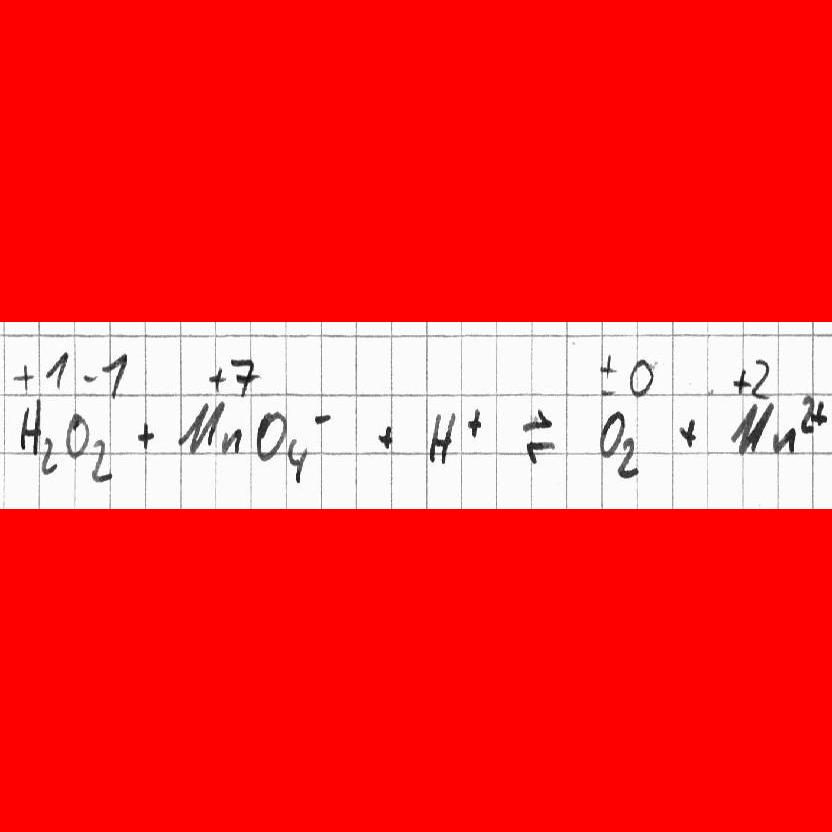 +1 -1 +7 ±0 +2
H₂O₂ + MnO₄⁻ + H⁺ ⇌ O₂ + Mn²⁺